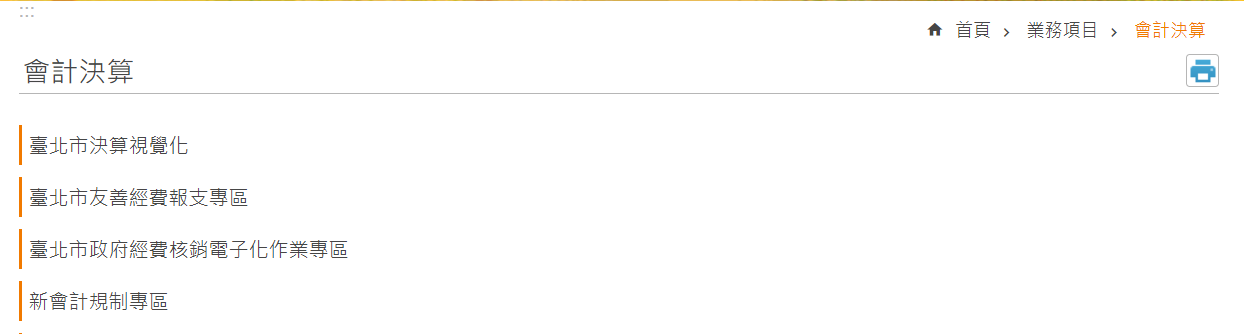 :::
首頁 › 業務項目 › 會計決算
會計決算
臺北市決算視覺化
臺北市友善經費報支專區
臺北市政府經費核銷電子化作業專區
新會計規制專區